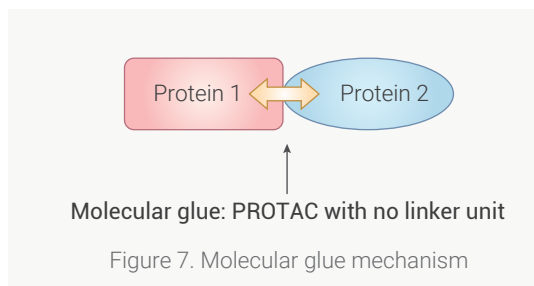 Protein 1
Protein 2
Molecular glue: PROTAC with no linker unit
Figure 7. Molecular glue mechanism